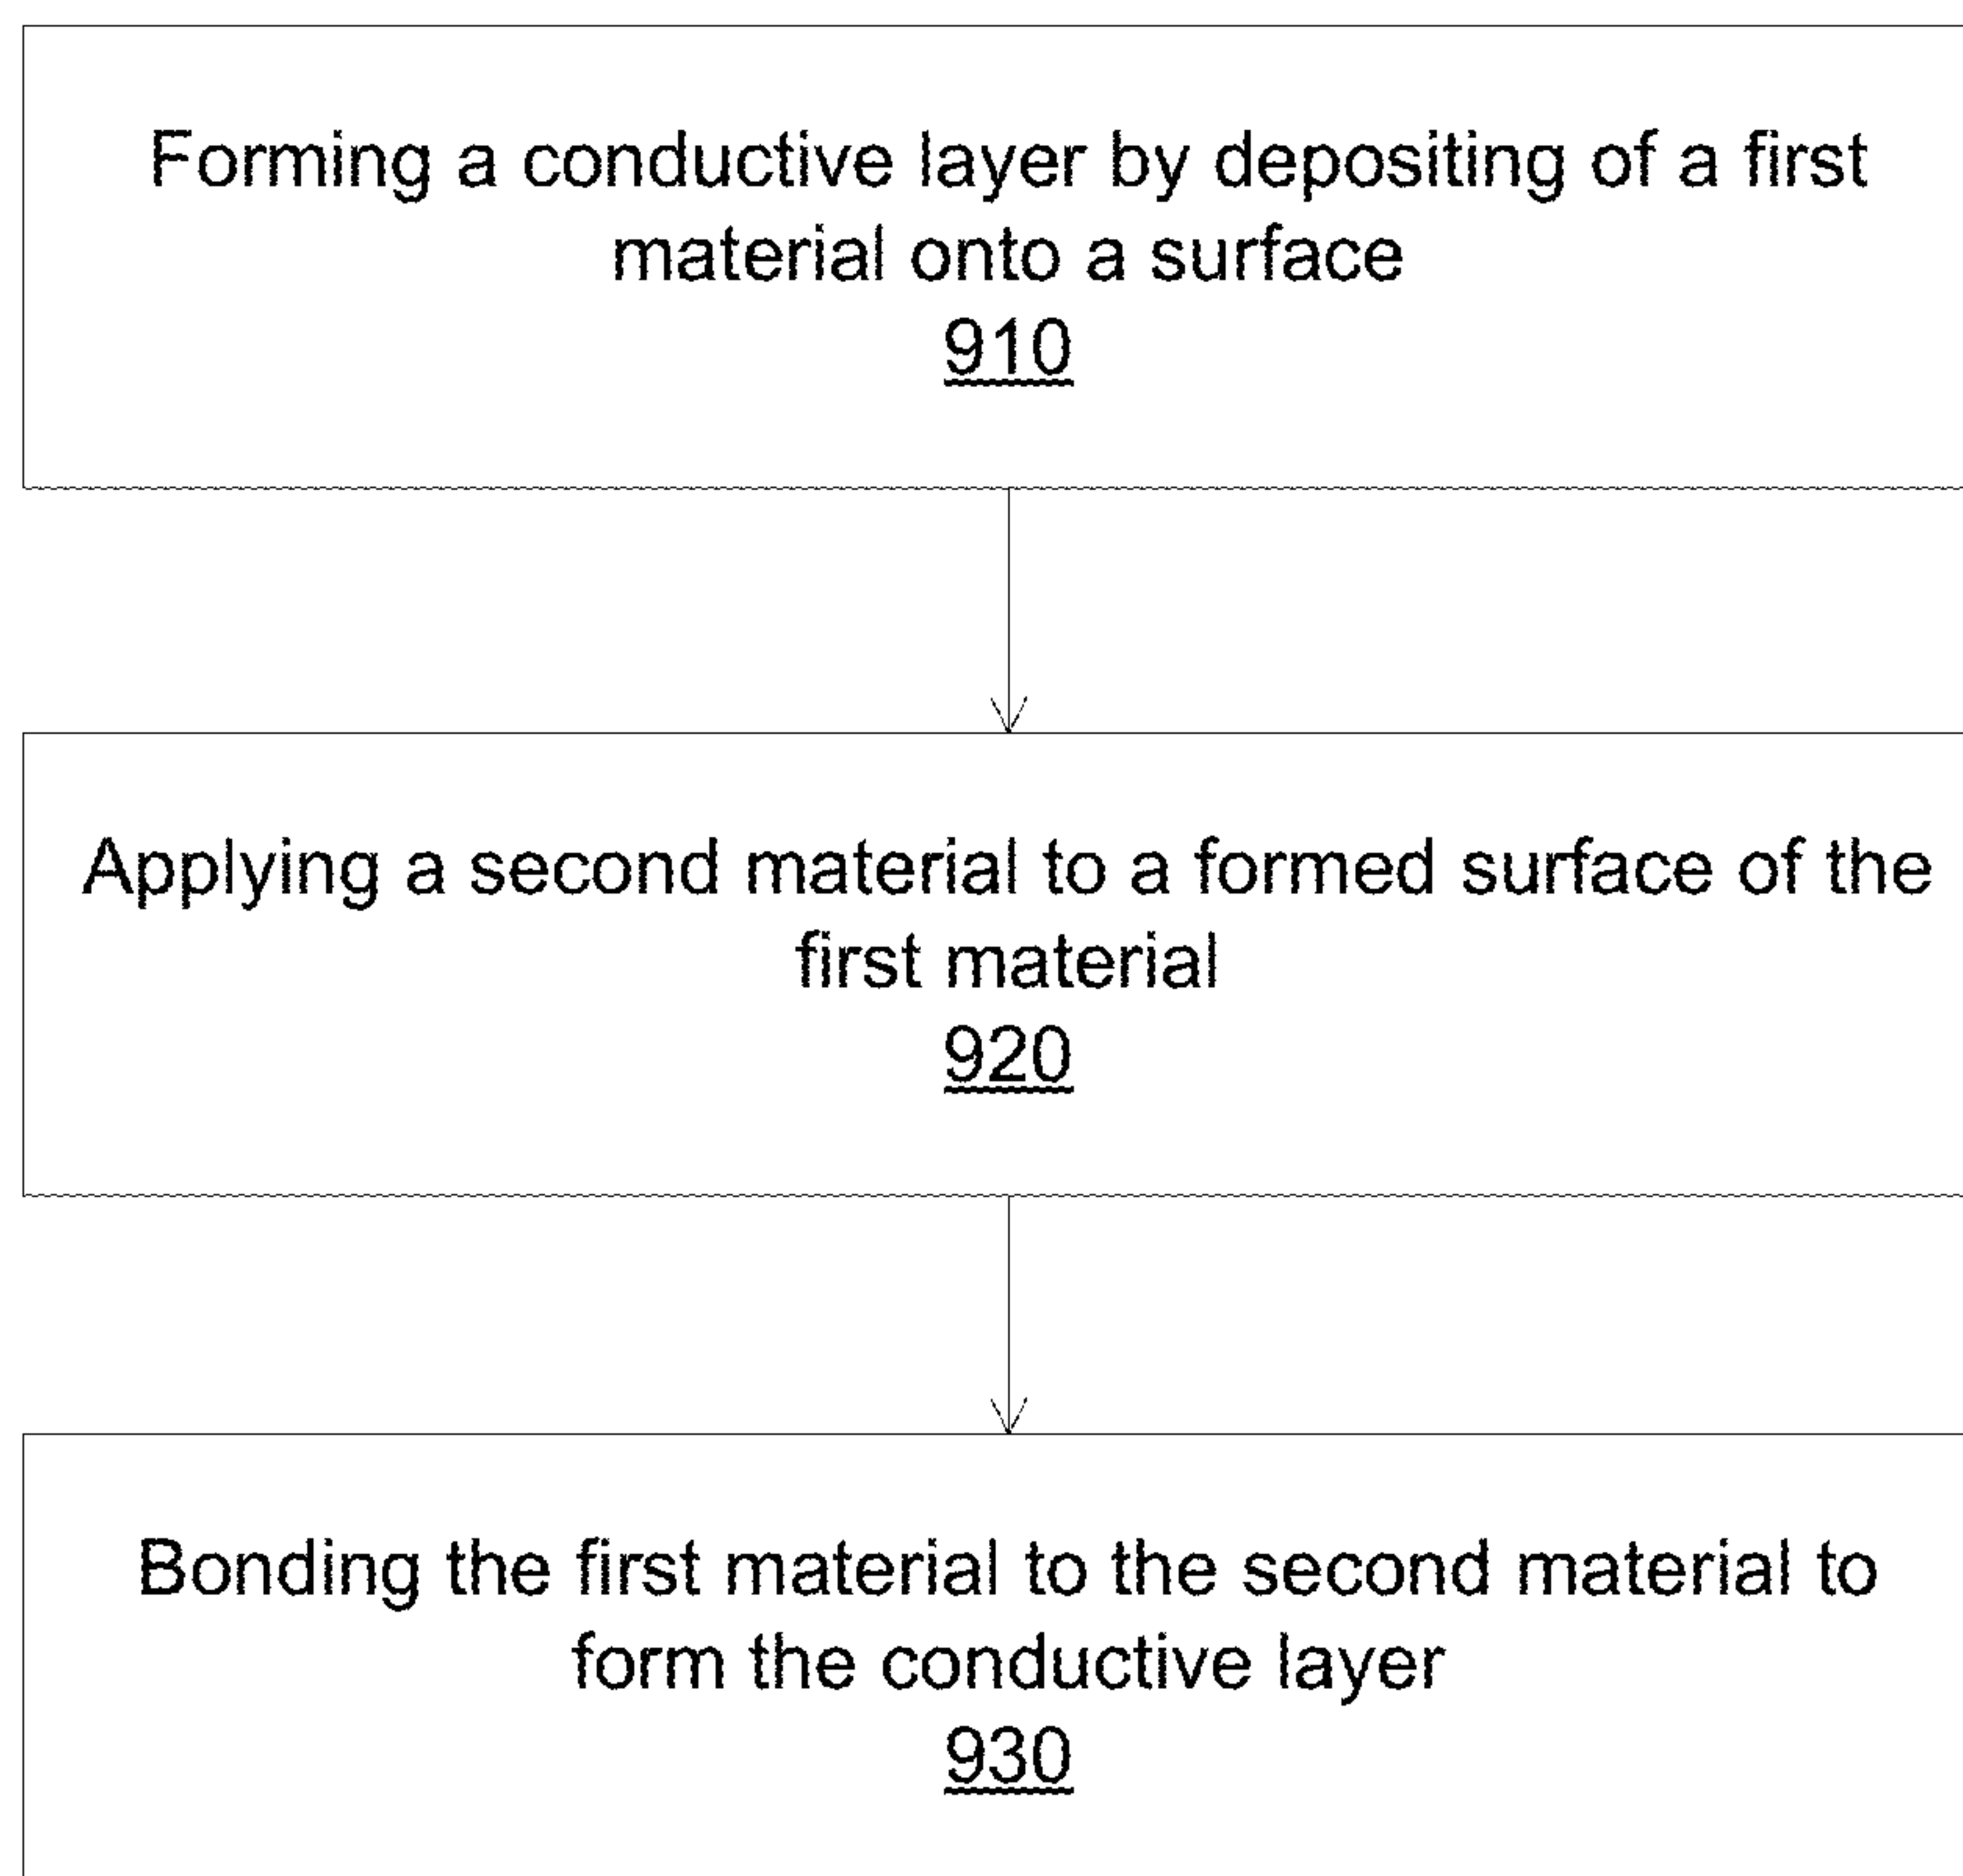 Forming a conductive layer by depositing of a first
material onto a surface
910
Applying a second material to a formed surface of the
first material
920
Bonding the first material to the second material to
form the conductive layer
930